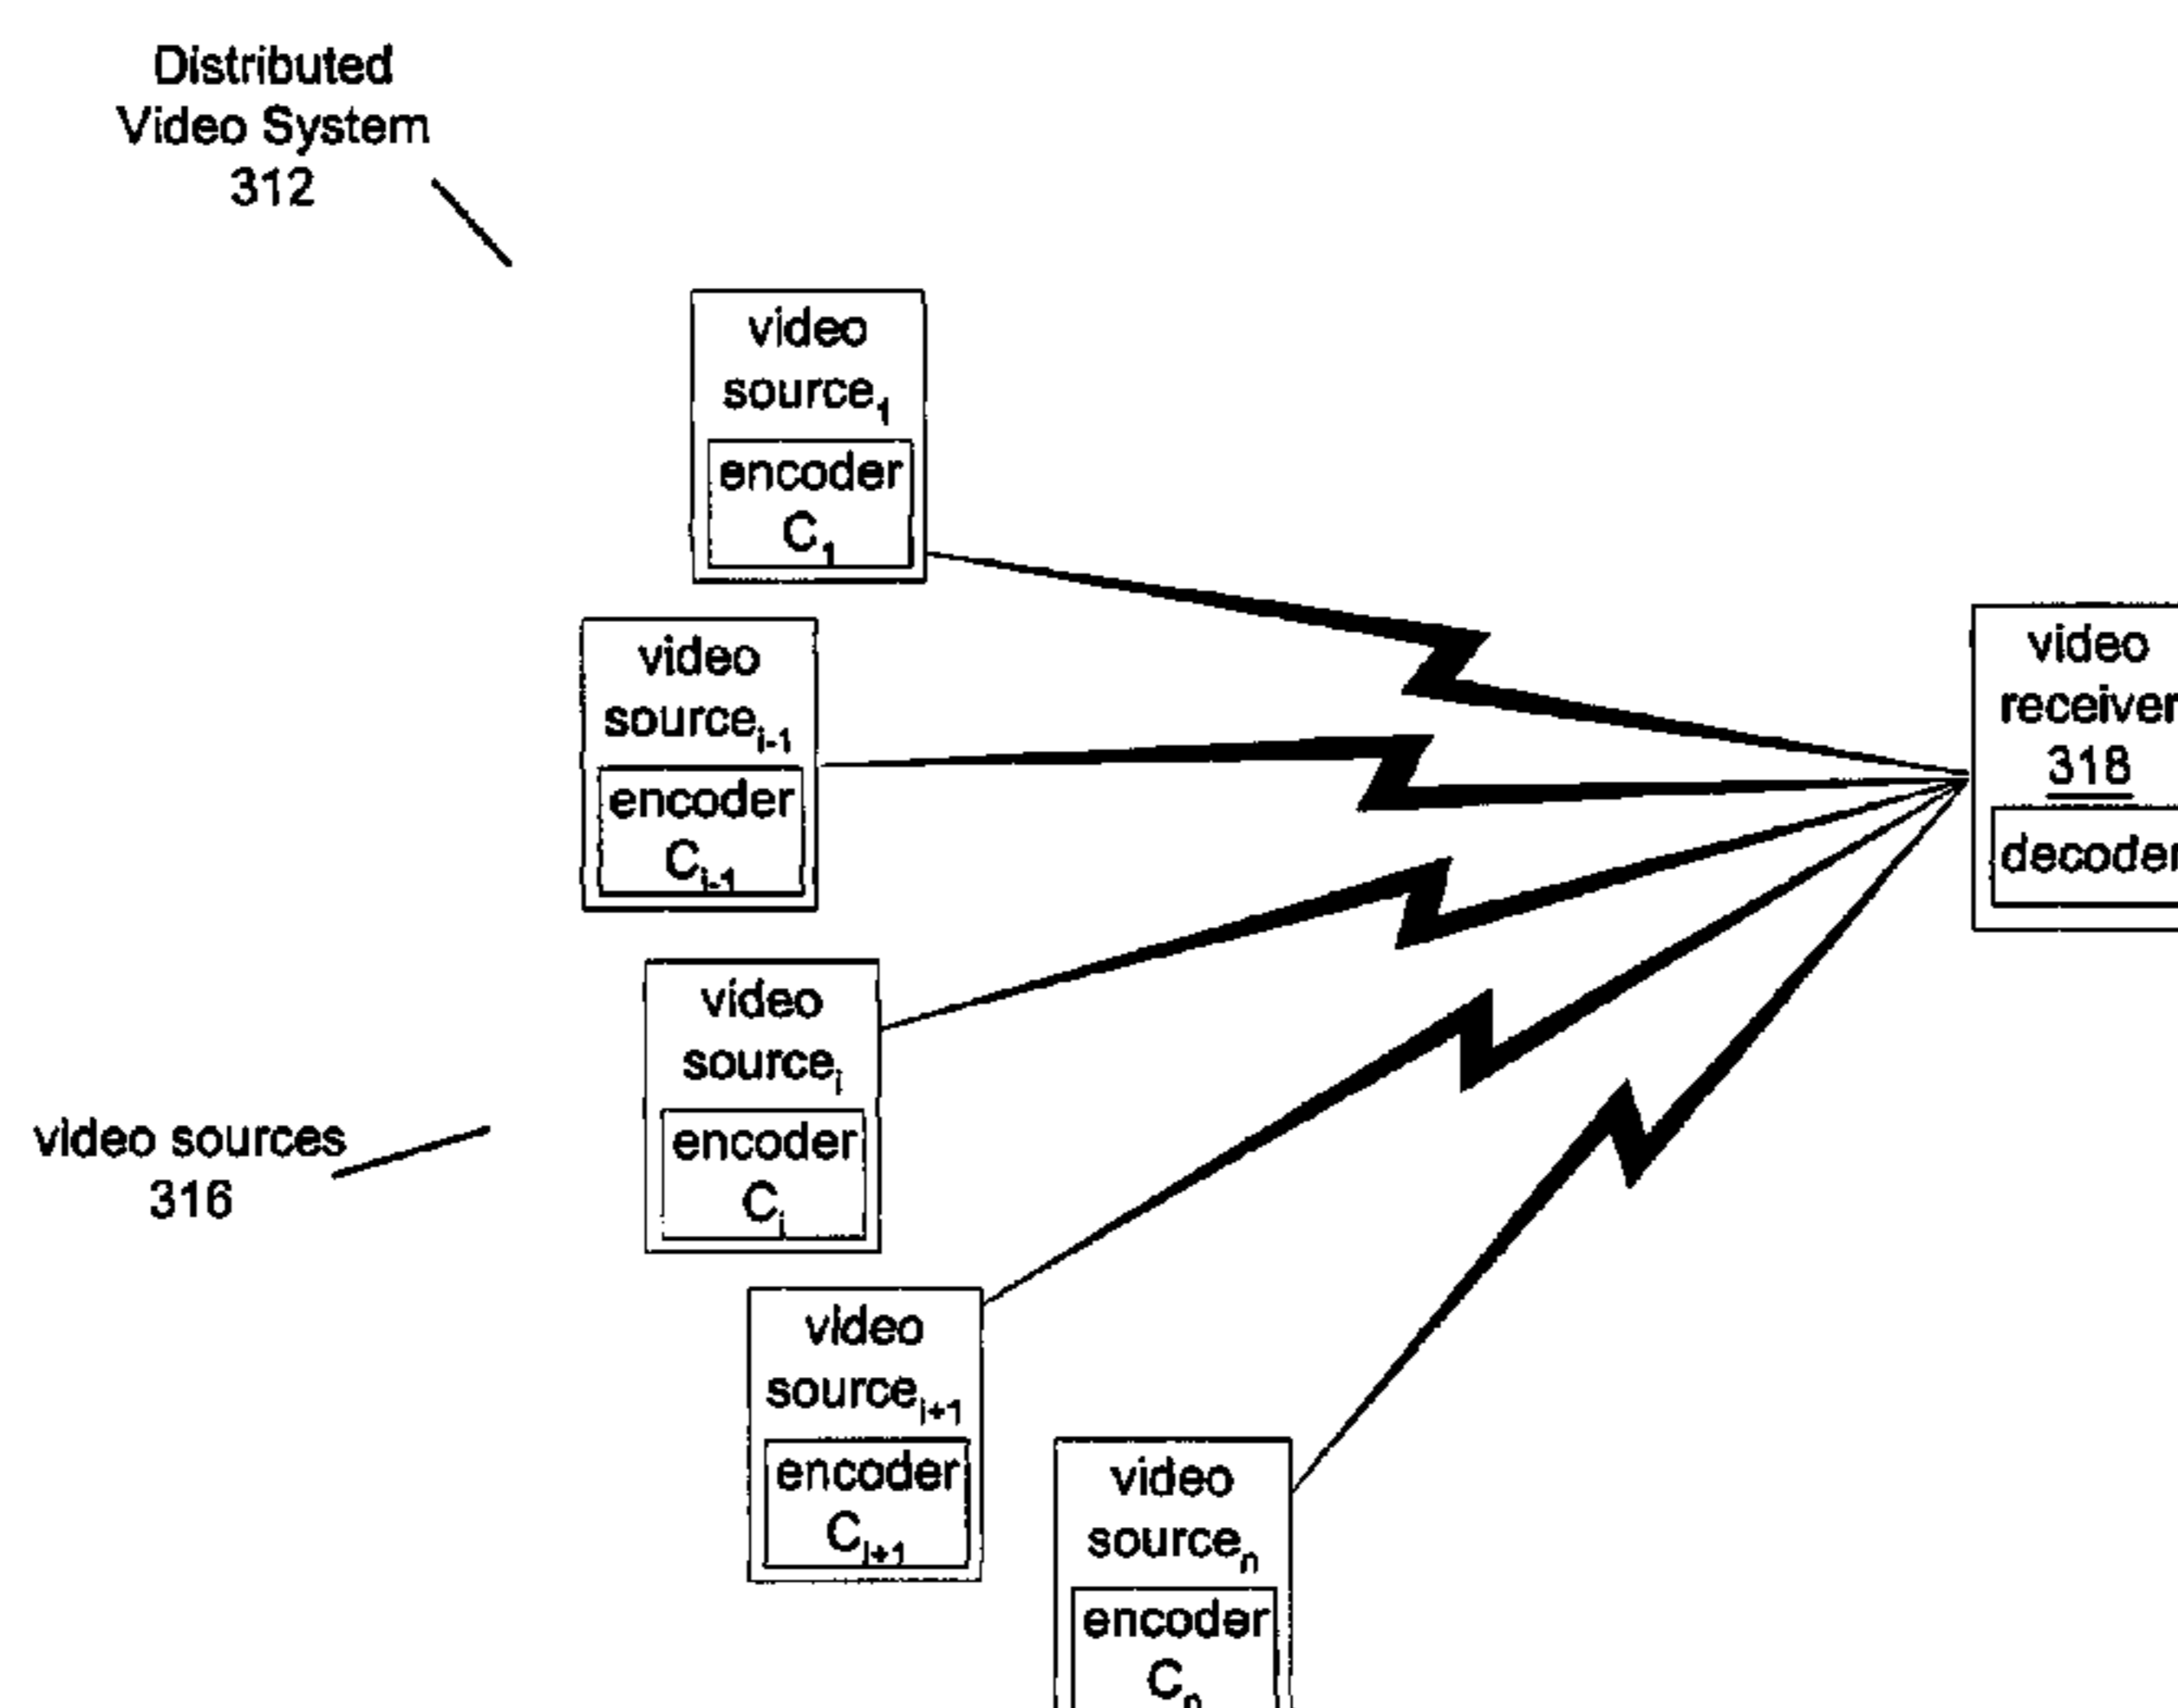 Distributed
Video System
312
video
source₁
encoder
C₁
video
sourceᵢ₋₁
encoder
Cᵢ₋₁
video
receiver
318
decoder
video
sourceᵢ
encoder
Cᵢ
video sources
316
video
sourceᵢ₊₁
encoder
Cᵢ₊₁
video
sourceₙ
encoder
Cₙ